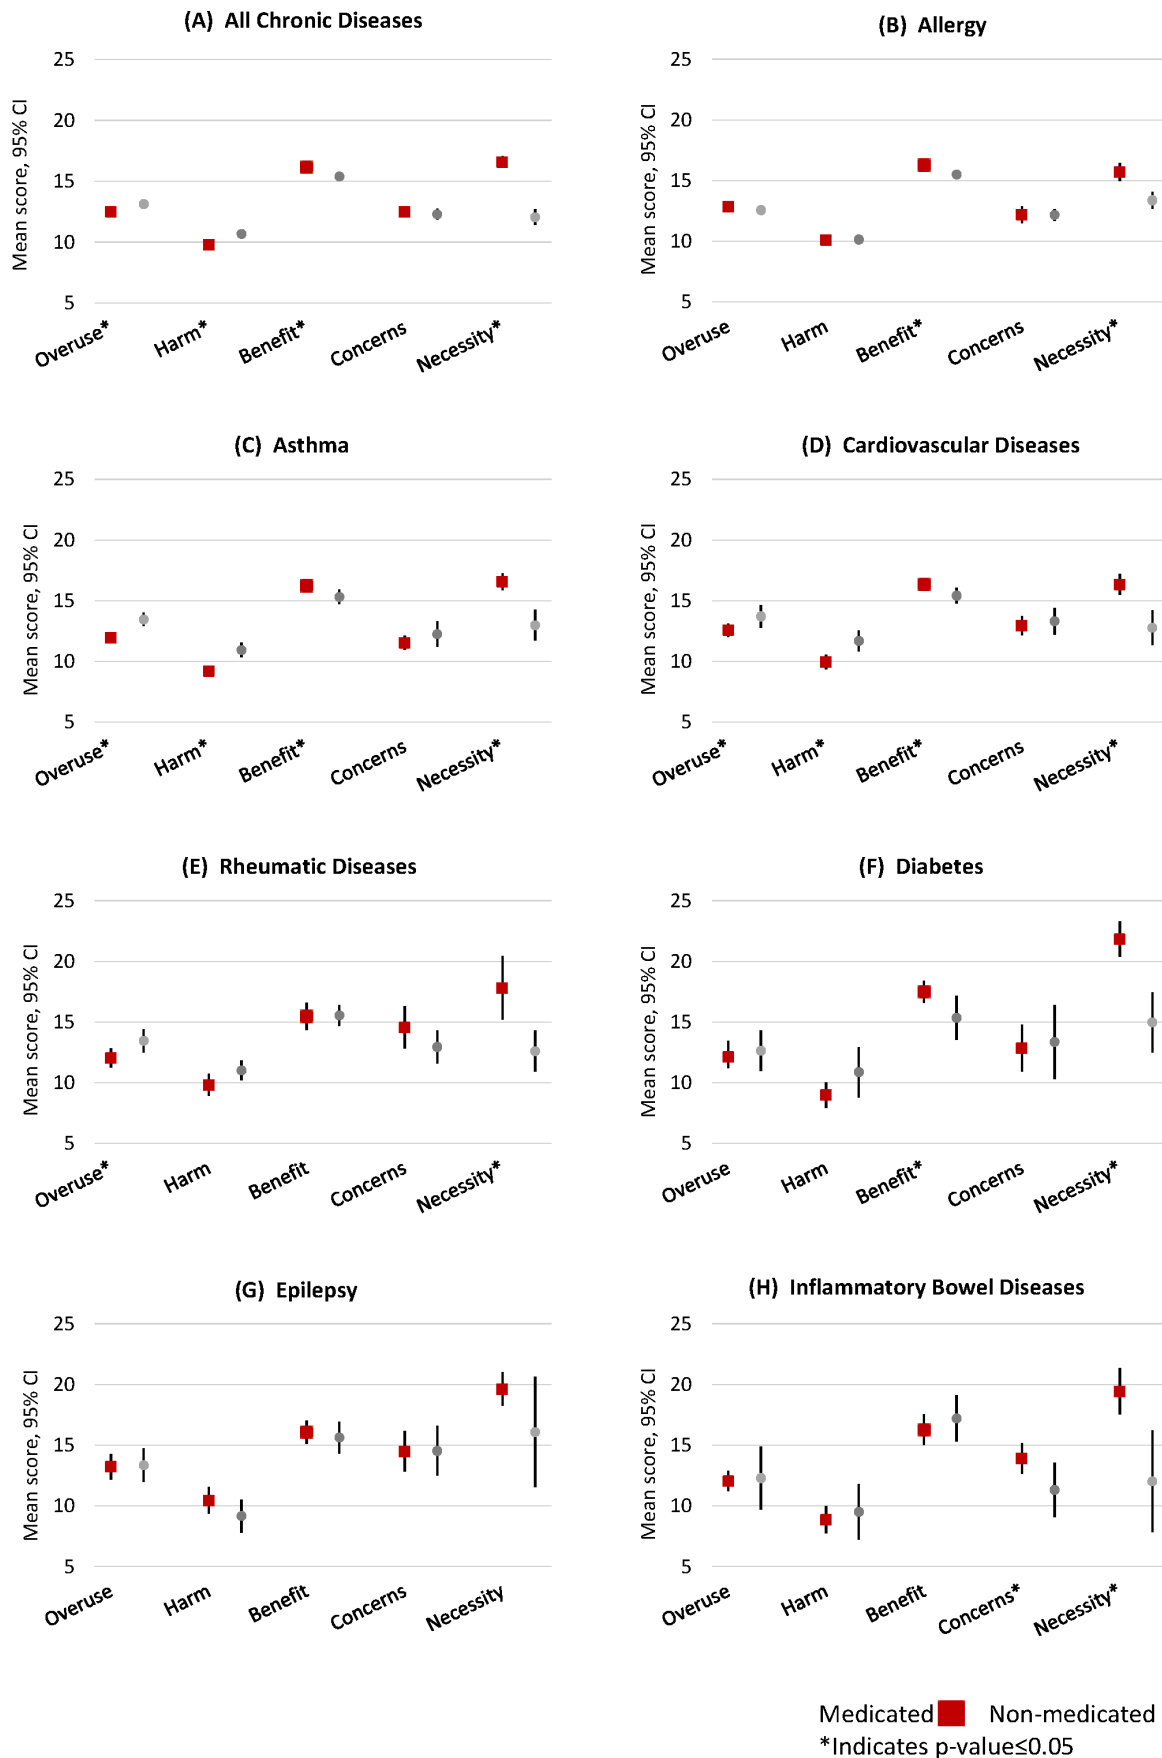 (A) All Chronic Diseases
Mean score, 95% CI
25
20
15
10
5
Overuse*
Harm*
Benefit*
Concerns
Necessity*
(B) Allergy
Mean score, 95% CI
25
20
15
10
5
Overuse
Harm
Benefit*
Concerns
Necessity*
(C) Asthma
Mean score, 95% CI
25
20
15
10
5
Overuse*
Harm*
Benefit*
Concerns
Necessity*
(D) Cardiovascular Diseases
Mean score, 95% CI
25
20
15
10
5
Overuse*
Harm*
Benefit*
Concerns
Necessity*
(E) Rheumatic Diseases
Mean score, 95% CI
25
20
15
10
5
Overuse*
Harm
Benefit
Concerns
Necessity*
(F) Diabetes
Mean score, 95% CI
25
20
15
10
5
Overuse
Harm
Benefit*
Concerns
Necessity*
(G) Epilepsy
Mean score, 95% CI
25
20
15
10
5
Overuse
Harm
Benefit
Concerns
Necessity
(H) Inflammatory Bowel Diseases
Mean score, 95% CI
25
20
15
10
5
Overuse
Harm
Benefit
Concerns*
Necessity*
Medicated Non-medicated
*Indicates p-value≤0.05